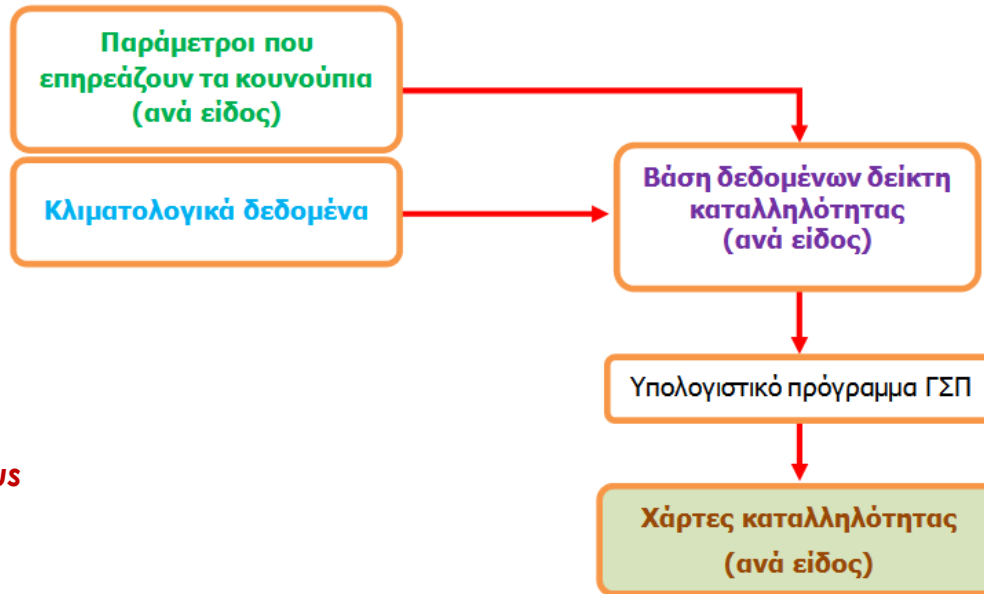 Παράμετροι που
επηρεάζουν τα κουνούπια
(ανά είδος)
Κλιματολογικά δεδομένα
Βάση δεδομένων δείκτη
καταλληλότητας
(ανά είδος)
Υπολογιστικό πρόγραμμα ΓΣΠ
Χάρτες καταλληλότητας
(ανά είδος)